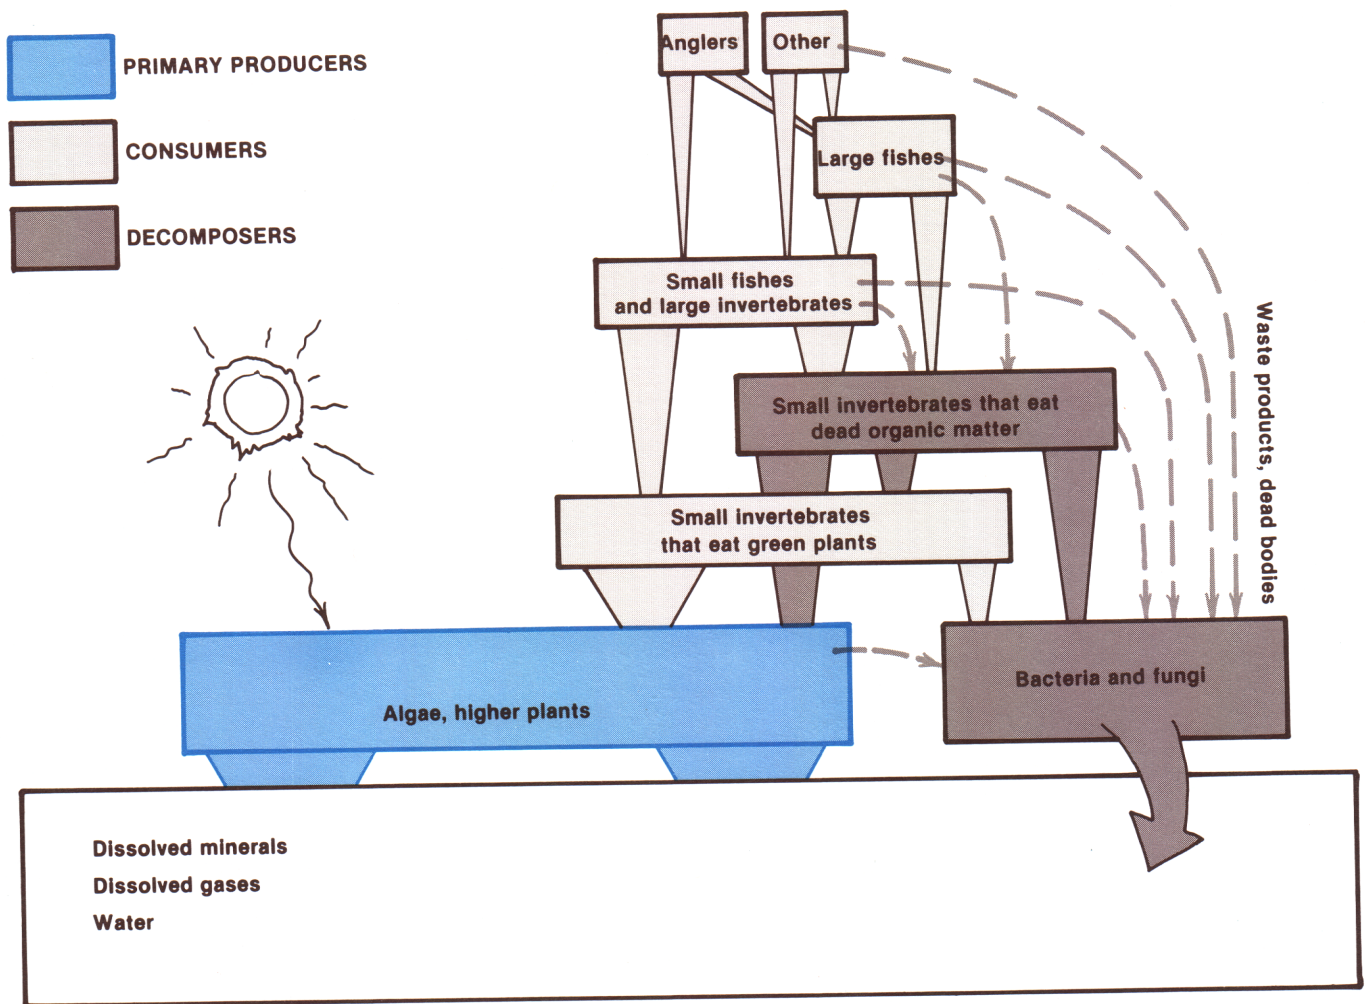 PRIMARY PRODUCERS
CONSUMERS
DECOMPOSERS
Anglers
Other
Large fishes
Small fishes
and large invertebrates
Small invertebrates that eat
dead organic matter
Small invertebrates
that eat green plants
Waste products, dead bodies
Algae, higher plants
Bacteria and fungi
Dissolved minerals
Dissolved gases
Water